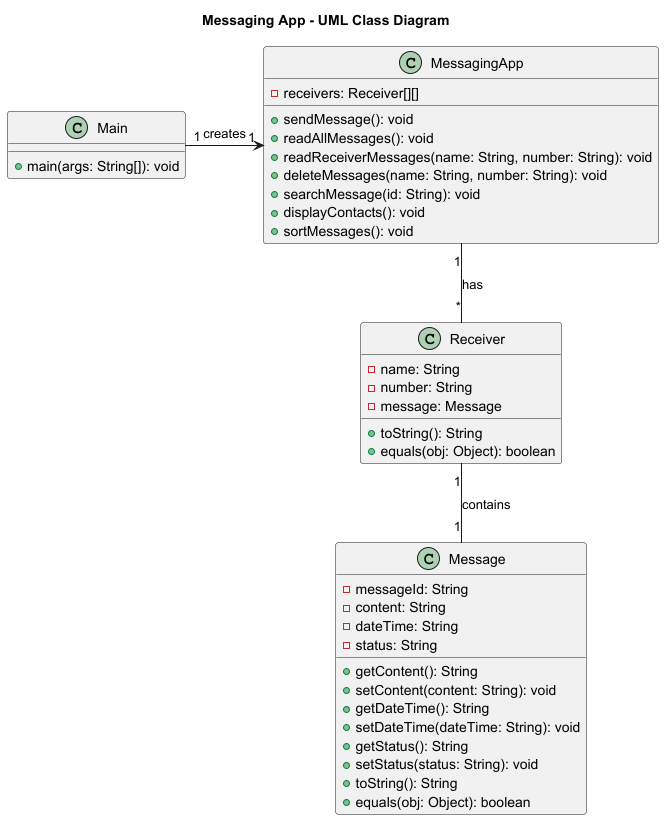 Messaging App - UML Class Diagram
C MessagingApp
receivers: Receiver[][]
sendMessage(): void
readAllMessages(): void
readReceiverMessages(name: String, number: String): void
deleteMessages(name: String, number: String): void
searchMessage(id: String): void
displayContacts(): void
sortMessages(): void
C Main
main(args: String[]): void
1 creates 1
1
has
*
C Receiver
name: String
number: String
message: Message
toString(): String
equals(obj: Object): boolean
1
contains
1
C Message
messageId: String
content: String
dateTime: String
status: String
getContent(): String
setContent(content: String): void
getDateTime(): String
setDateTime(dateTime: String): void
getStatus(): String
setStatus(status: String): void
toString(): String
equals(obj: Object): boolean